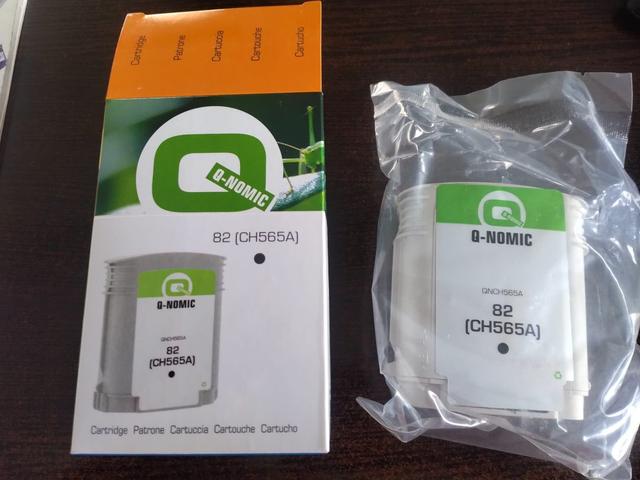 Cartridge
Patrone
Cartuccia
Cartouche
Cartucho
Q-NOMIC
82 (CH565A)
Q-NOMIC
QNCH565A
82
(CH565A)
Cartridge Patrone Cartuccia Cartouche Cartucho
Q-NOMIC
QNCH565A
82
(CH565A)